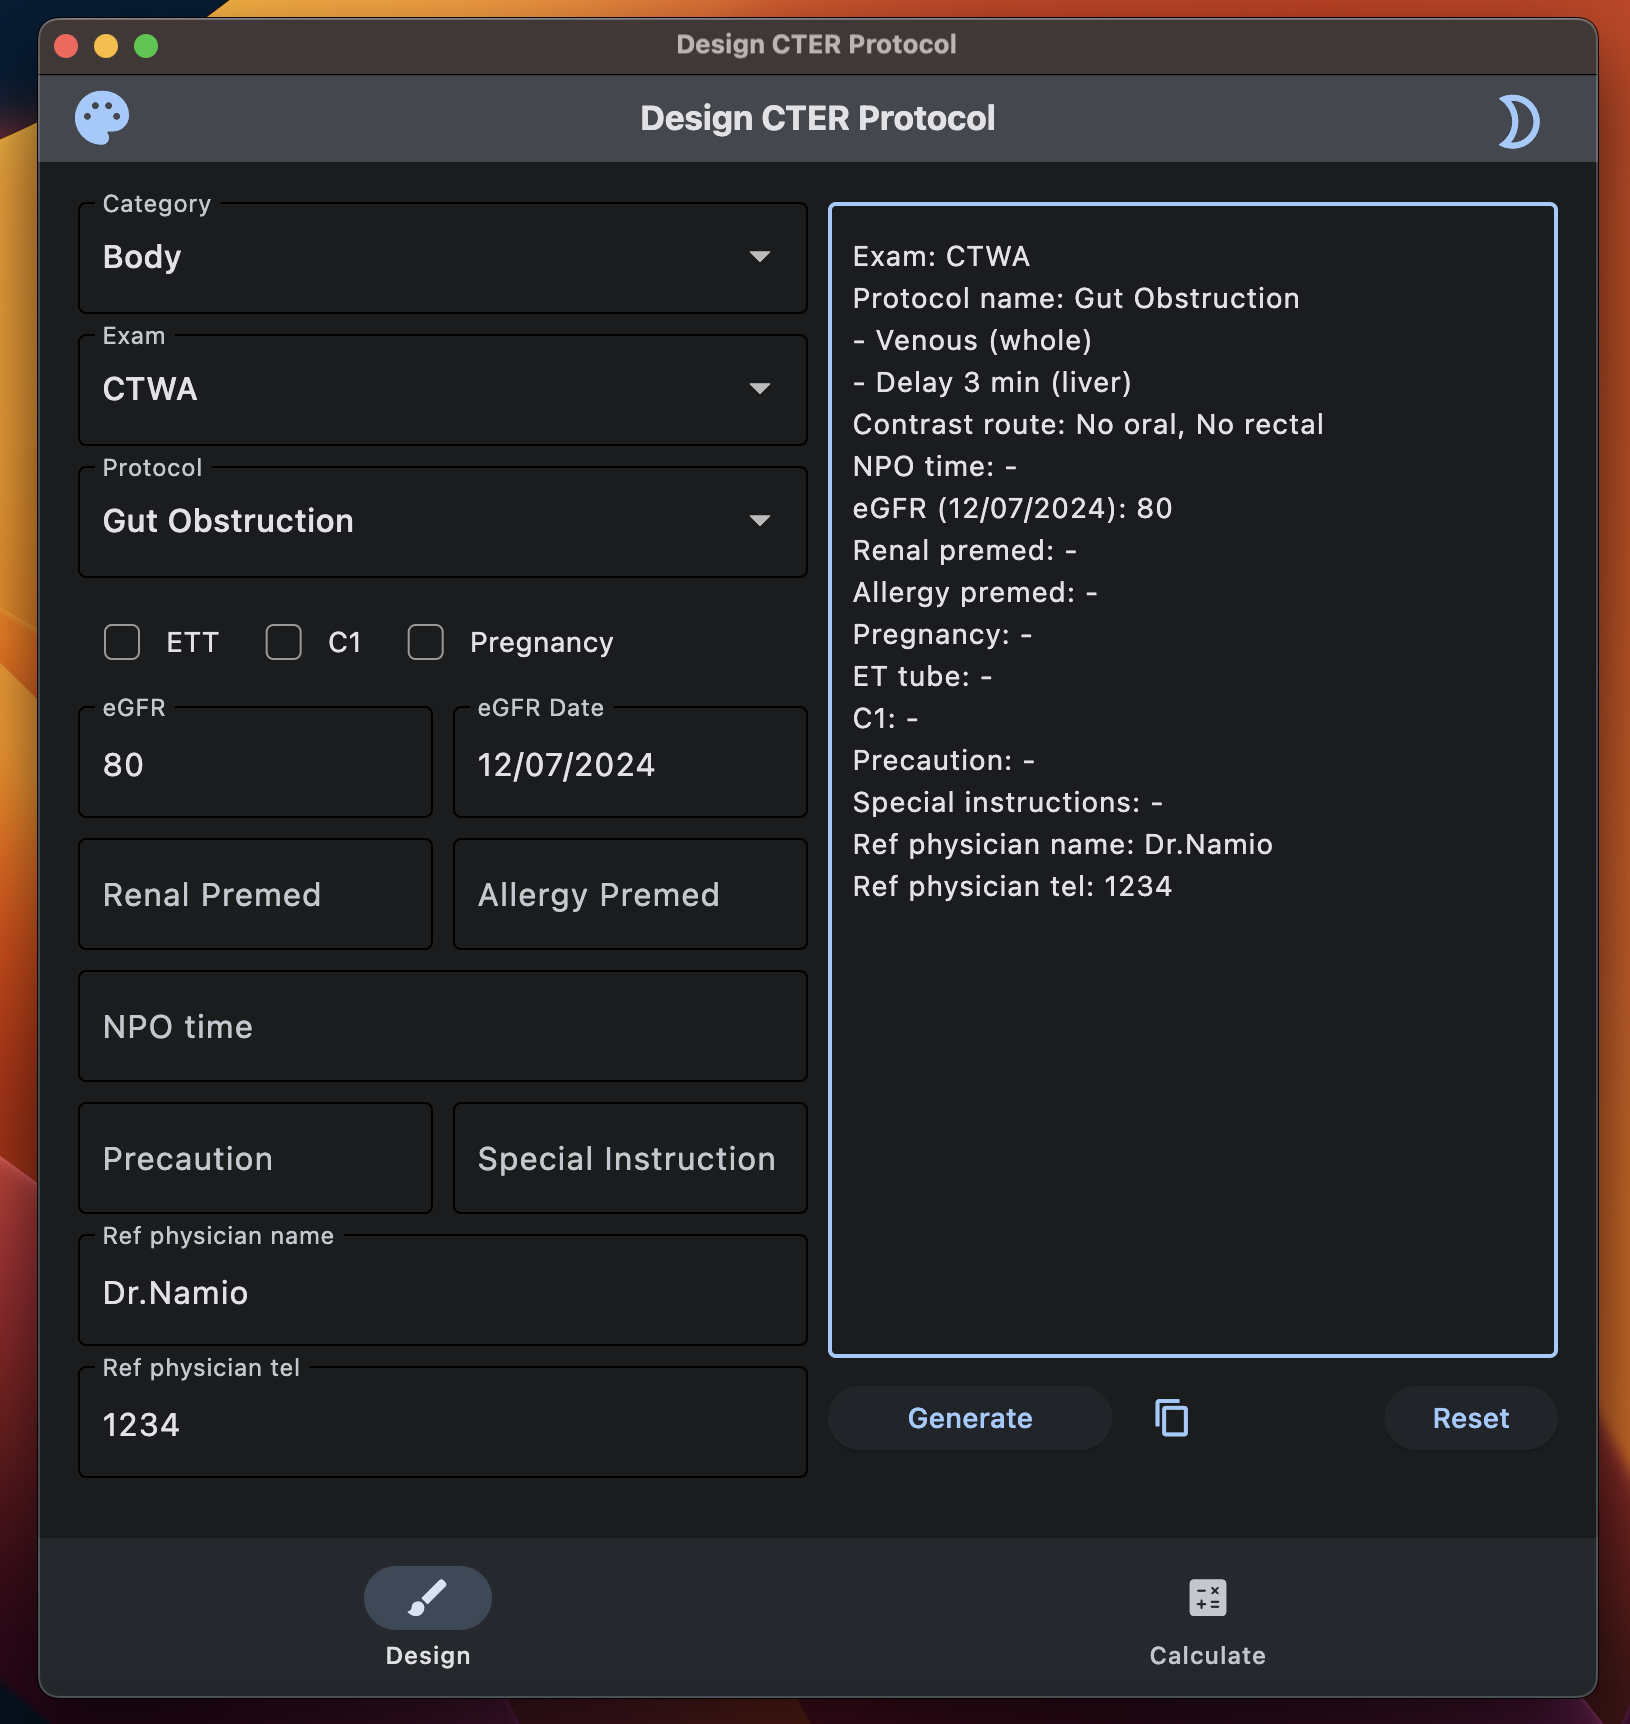 Design CTER Protocol
Design CTER Protocol
Category
Body
Exam
CTWA
Protocol
Gut Obstruction
ETT
C1
Pregnancy
eGFR
80
eGFR Date
12/07/2024
Renal Premed
Allergy Premed
NPO time
Precaution
Special Instruction
Ref physician name
Dr.Namio
Ref physician tel
1234
Exam: CTWA
Protocol name: Gut Obstruction
- Venous (whole)
- Delay 3 min (liver)
Contrast route: No oral, No rectal
NPO time: -
eGFR (12/07/2024): 80
Renal premed: -
Allergy premed: -
Pregnancy: -
ET tube: -
C1: -
Precaution: -
Special instructions: -
Ref physician name: Dr.Namio
Ref physician tel: 1234
Generate
Reset
Design
Calculate